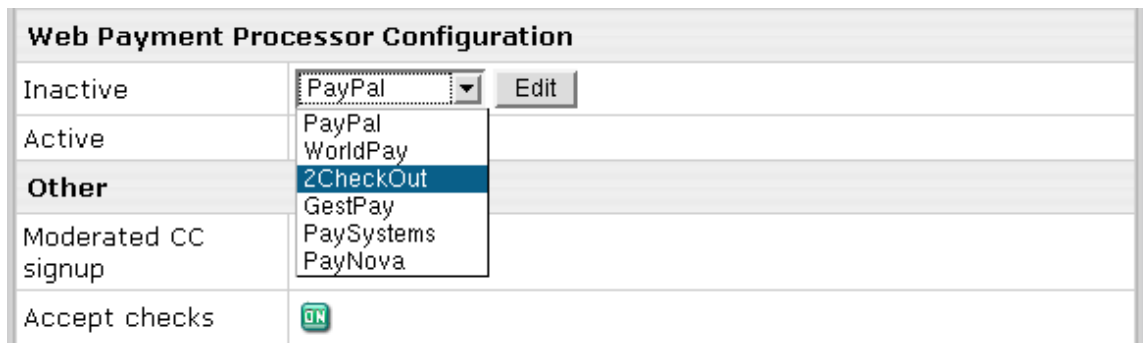 Web Payment Processor Configuration
Inactive PayPal Edit
PayPal
Active
WorldPay
2CheckOut
Other
GestPay
Moderated CC signup
PaySystems
PayNova
Accept checks ON